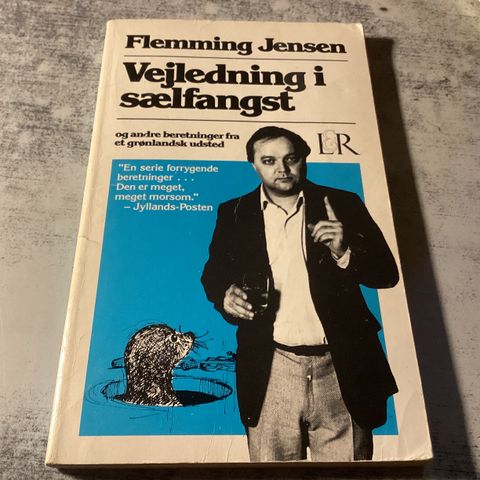 Flemming Jensen
Vejledning i
sælfangst
og andre beretninger fra
et grønlandsk udsted
L&R
"En serie forrygende
beretninger . . .
Den er meget,
meget morsom."
– Jyllands-Posten